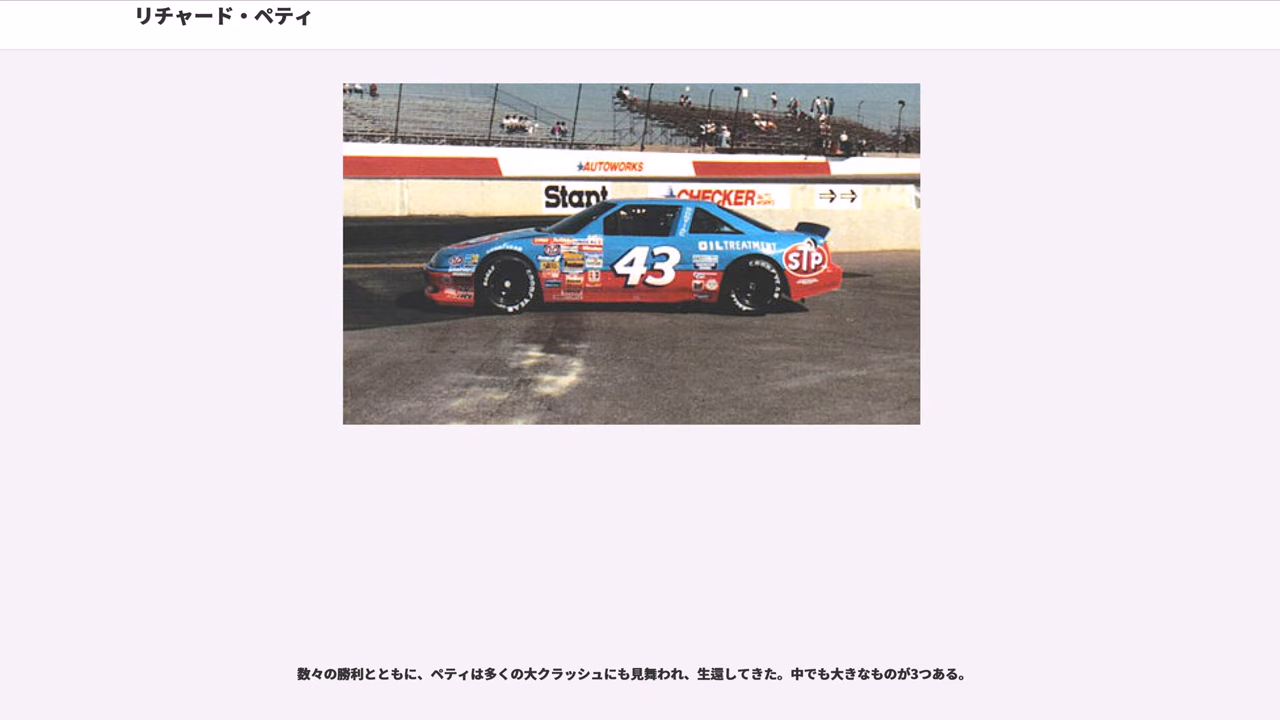 リチャード・ペティ
AUTOWORKS
Stant
CHECKER
OIL TREATMENT
43
STP
GOODYEAR
数々の勝利とともに、ペティは多くの大クラッシュにも見舞われ、生還してきた。中でも大きなものが3つある。